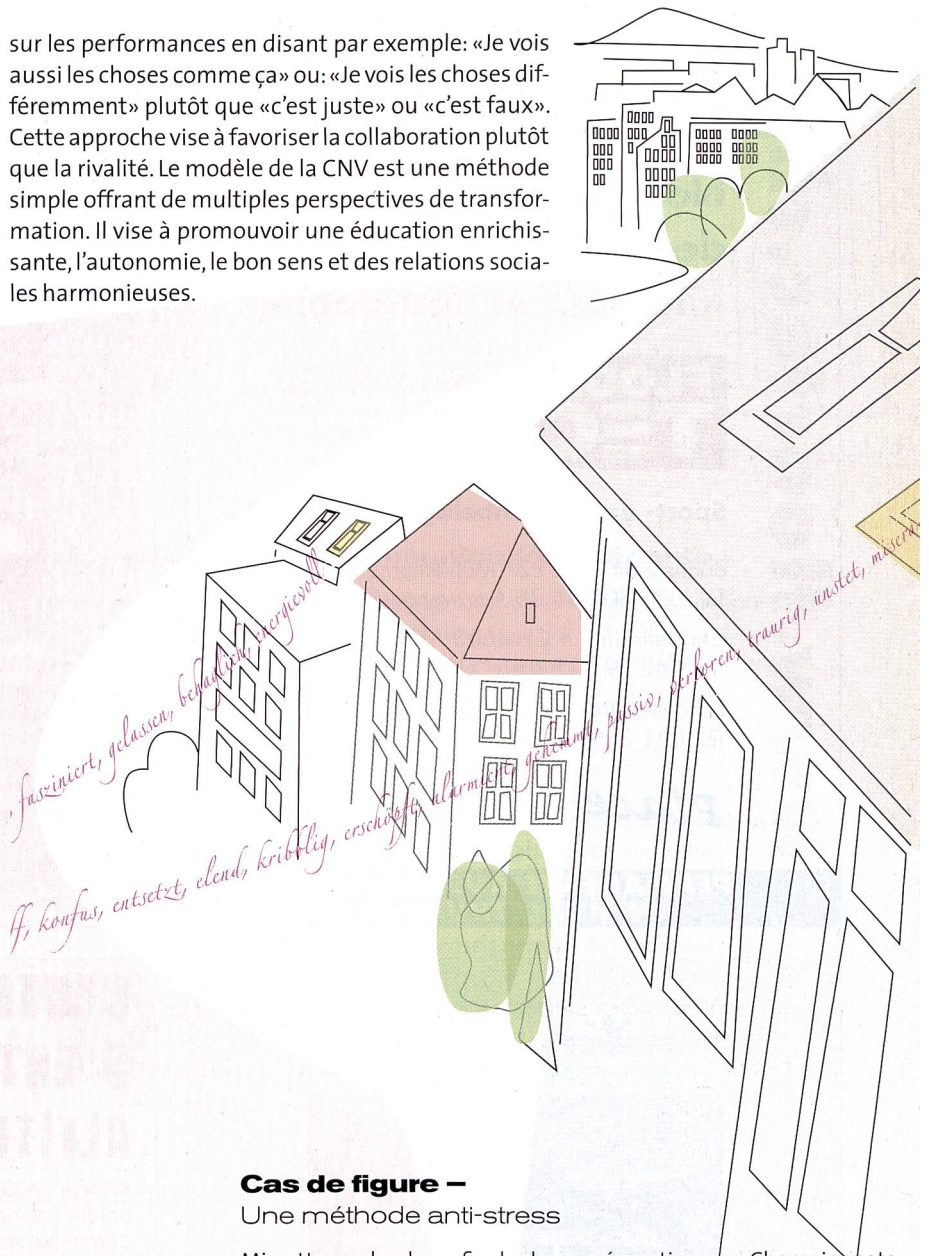 sur les performances en disant par exemple: «Je vois
aussi les choses comme ça» ou: «Je vois les choses dif-
féremment» plutôt que «c'est juste» ou «c'est faux».
Cette approche vise à favoriser la collaboration plutôt
que la rivalité. Le modèle de la CNV est une méthode
simple offrant de multiples perspectives de transfor-
mation. Il vise à promouvoir une éducation enrichis-
sante, l'autonomie, le bon sens et des relations socia-
les harmonieuses.
, fasziniert, gelassen, behaglich, energievoll
ff, konfus, entsetzt, elend, kribblig, erschöpft, alarmiert, gehemmt, passiv, verloren, traurig, unstet, misera
Cas de figure –
Une méthode anti-stress